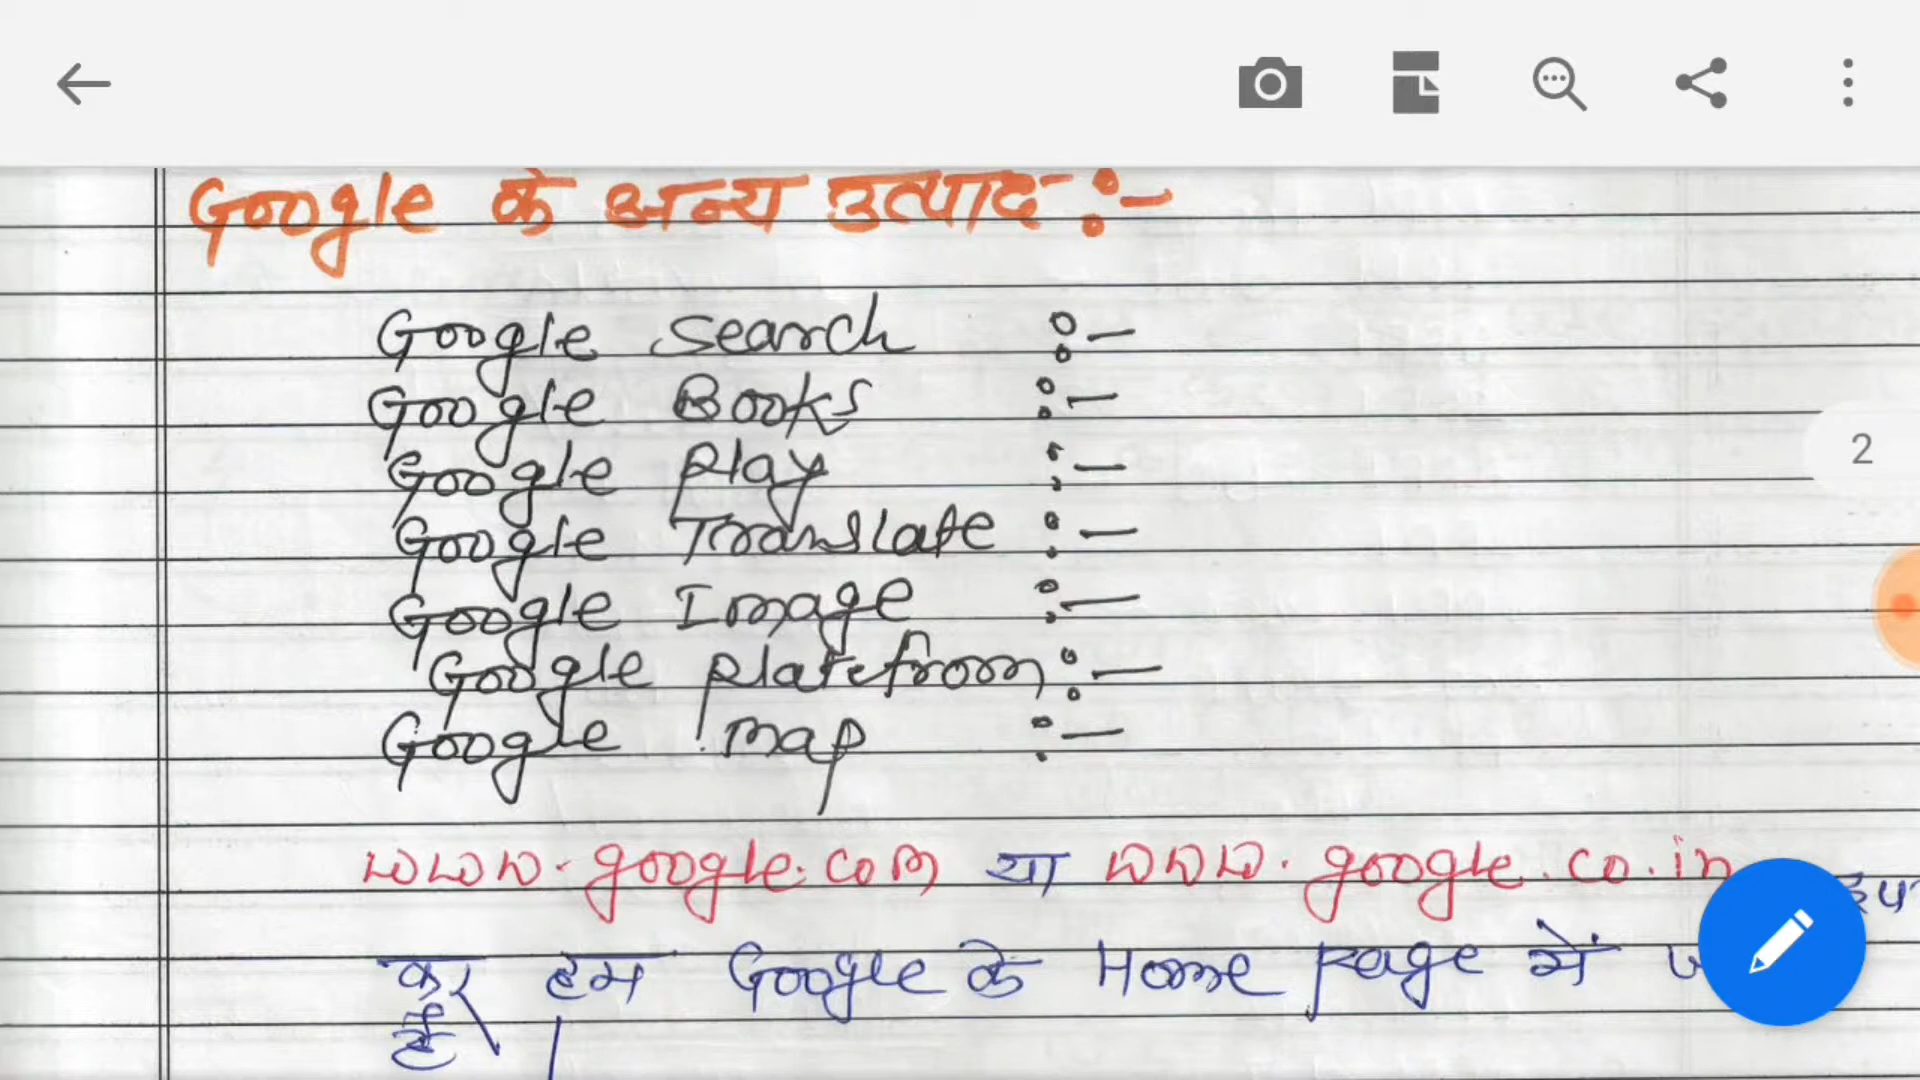 Google के अन्य उत्पाद :-
Google Search :-
Google Books :-
Google Play :-
Google Translate :-
Google Image :-
Google Platefrom :-
Google map :-
2
www.google.com या www.google.co.in
कर हम Google के Home Page में
हैं |